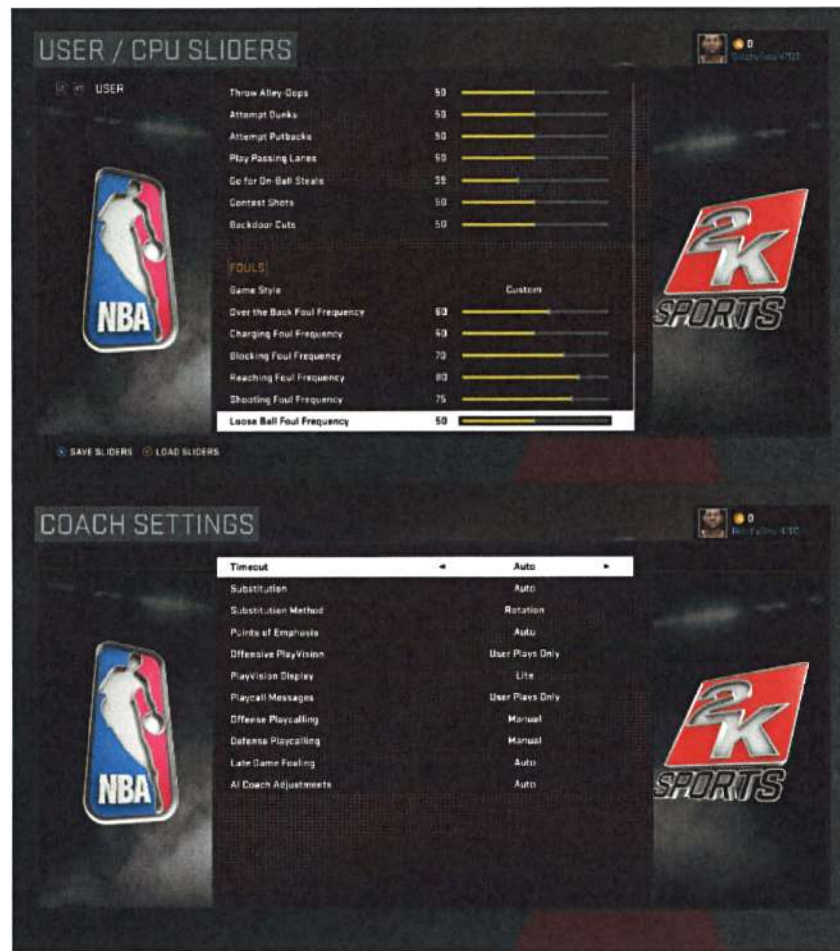 USER / CPU SLIDERS
0
USER
Throw Alley-Oops 50
Attempt Dunks 50
Attempt Putbacks 50
Play Passing Lanes 50
Go for On-Ball Steals 39
Contest Shots 50
Backdoor Cuts 50
FOULS
Game Style Custom
Over the Back Foul Frequency 60
Charging Foul Frequency 50
Blocking Foul Frequency 70
Reaching Foul Frequency 80
Shooting Foul Frequency 75
Loose Ball Foul Frequency 50
NBA
2K
SPORTS
SAVE SLIDERS LOAD SLIDERS
COACH SETTINGS
0
Timeout Auto
Substitution Auto
Substitution Method Rotation
Points of Emphasis Auto
Offensive PlayVision User Plays Only
PlayVision Display Lite
Playcall Messages User Plays Only
Offense Playcalling Manual
Defense Playcalling Manual
Late Game Fouling Auto
AI Coach Adjustments Auto
NBA
2K
SPORTS